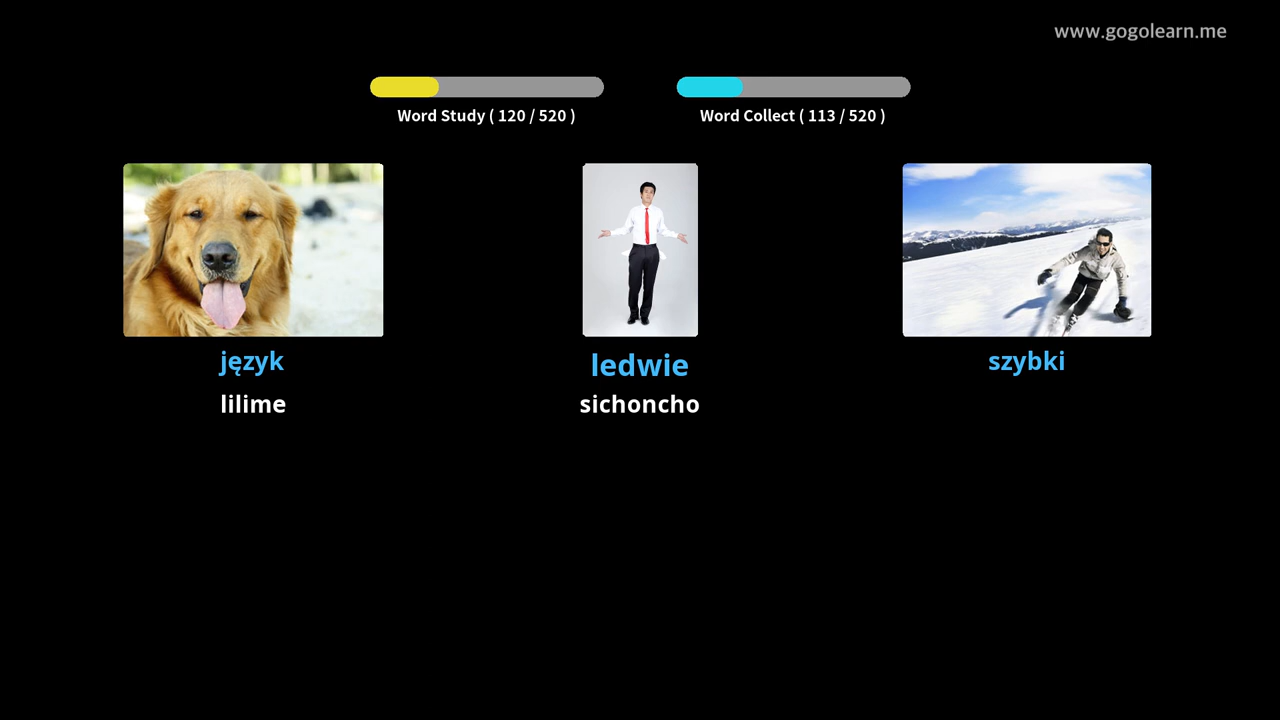 www.gogolearn.me
Word Study ( 120 / 520 )
Word Collect ( 113 / 520 )
język
ledwie
szybki
lilime
sichoncho